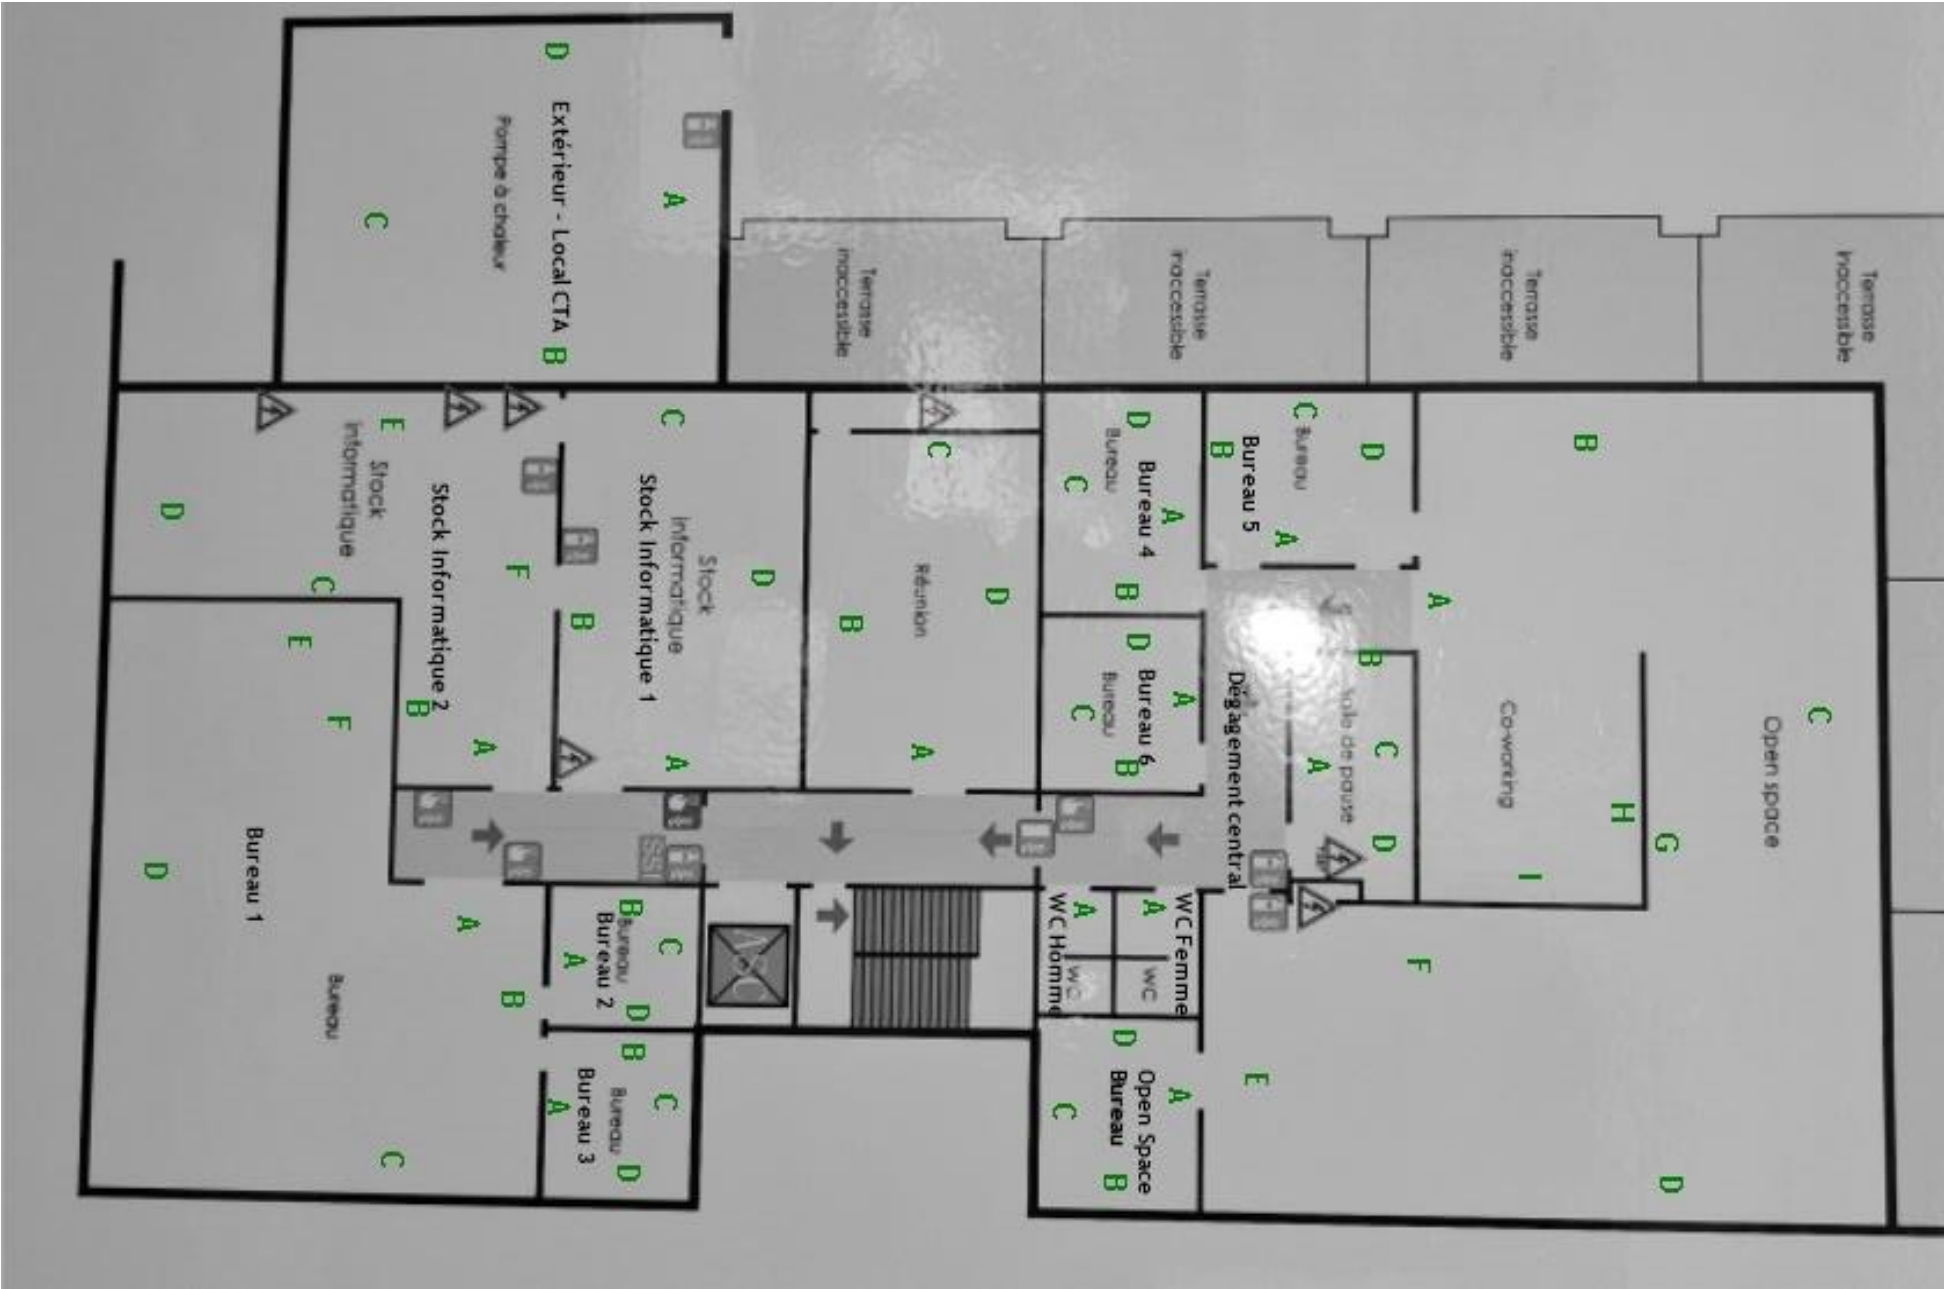 D
Extérieur - Local CTA
Pompe à chaleur
A
C
B
Terrasse
inaccessible
Terrasse
inaccessible
Terrasse
inaccessible
Terrasse
inaccessible
E
Stock
informatique
D
C
Stock Informatique 2
F
B
A
C
Stock
informatique
Stock Informatique 1
D
B
A
C
Réunion
D
B
A
D
Bureau
C
Bureau 4
A
B
C
Bureau
D
B
Bureau 5
A
D
Bureau
C
Bureau 6
A
B
Dégagement central
B
Salle de pause
C
A
D
A
B
Co-working
C
Open space
H
G
I
F
E
D
E
F
Bureau 1
D
A
B
Bureau
C
SSI
B
Bureau
Bureau 2
C
A
D
B
Bureau
Bureau 3
C
A
D
ASC
A
WC Homme
WC
A
WC Femme
WC
D
Open Space
Bureau
A
C
B